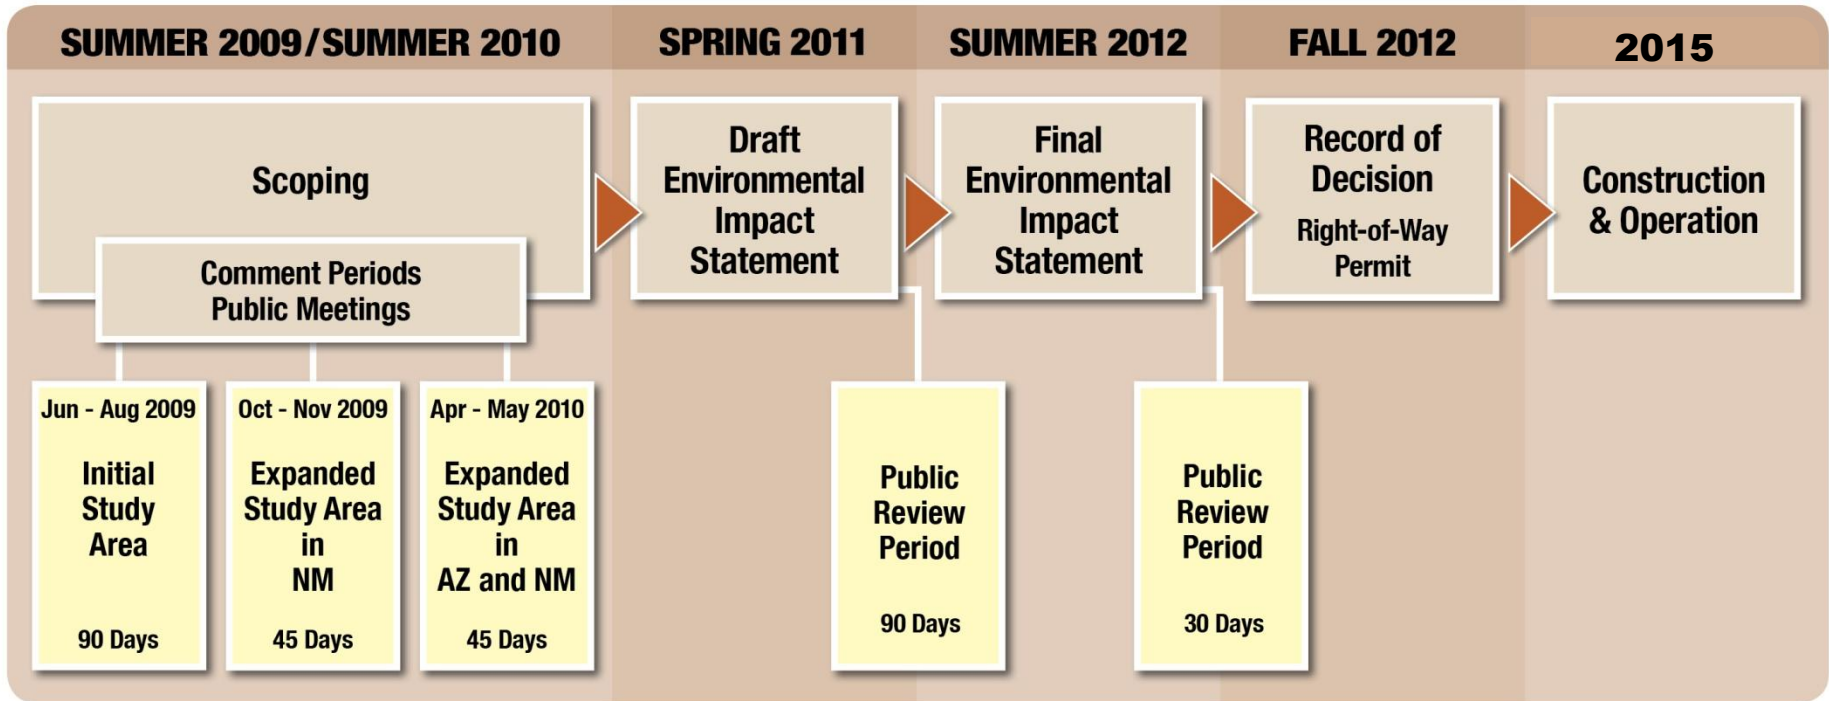 SUMMER 2009/SUMMER 2010
SPRING 2011
SUMMER 2012
FALL 2012
2015
Scoping
Comment Periods
Public Meetings
Draft
Environmental
Impact
Statement
Final
Environmental
Impact
Statement
Record of
Decision
Right-of-Way
Permit
Construction
& Operation
Jun - Aug 2009
Initial
Study
Area
90 Days
Oct - Nov 2009
Expanded
Study Area
in
NM
45 Days
Apr - May 2010
Expanded
Study Area
in
AZ and NM
45 Days
Public
Review
Period
90 Days
Public
Review
Period
30 Days